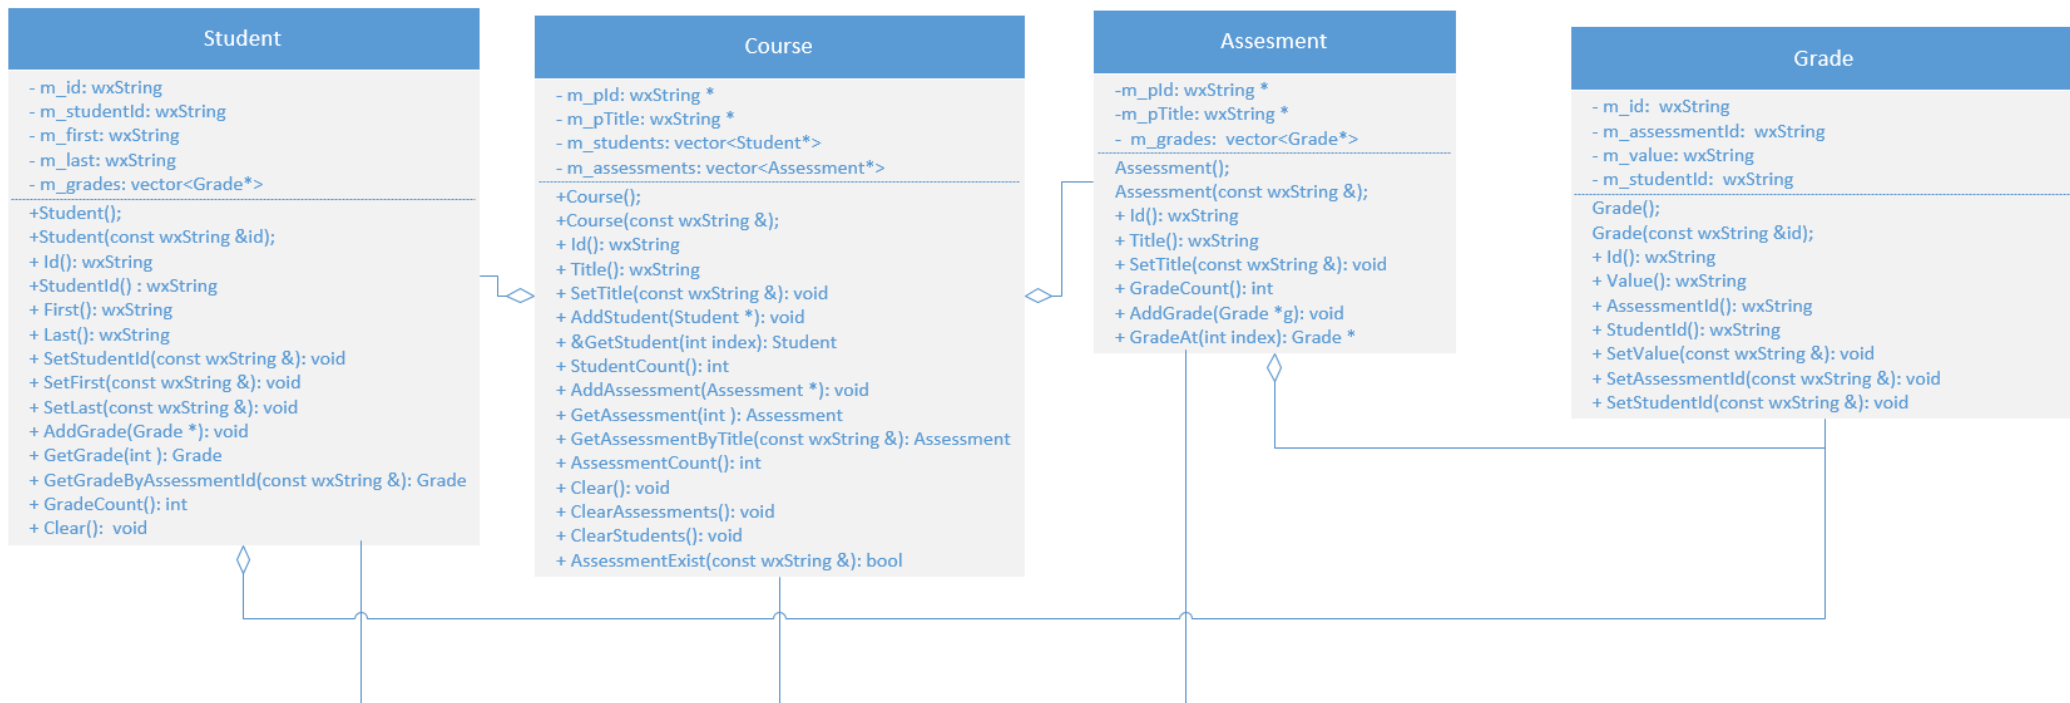 Student
- m_id: wxString
- m_studentId: wxString
- m_first: wxString
- m_last: wxString
- m_grades: vector<Grade*>
+Student();
+Student(const wxString &id);
+ Id(): wxString
+StudentId() : wxString
+ First(): wxString
+ Last(): wxString
+ SetStudentId(const wxString &): void
+ SetFirst(const wxString &): void
+ SetLast(const wxString &): void
+ AddGrade(Grade *): void
+ GetGrade(int ): Grade
+ GetGradeByAssessmentId(const wxString &): Grade
+ GradeCount(): int
+ Clear():  void
Course
- m_pId: wxString *
- m_pTitle: wxString *
- m_students: vector<Student*>
- m_assessments: vector<Assessment*>
+Course();
+Course(const wxString &);
+ Id(): wxString
+ Title(): wxString
+ SetTitle(const wxString &): void
+ AddStudent(Student *): void
+ &GetStudent(int index): Student
+ StudentCount(): int
+ AddAssessment(Assessment *): void
+ GetAssessment(int ): Assessment
+ GetAssessmentByTitle(const wxString &): Assessment
+ AssessmentCount(): int
+ Clear(): void
+ ClearAssessments(): void
+ ClearStudents(): void
+ AssessmentExist(const wxString &): bool
Assesment
-m_pId: wxString *
-m_pTitle: wxString *
-  m_grades:  vector<Grade*>
Assessment();
Assessment(const wxString &);
+ Id(): wxString
+ Title(): wxString
+ SetTitle(const wxString &): void
+ GradeCount(): int
+ AddGrade(Grade *g): void
+ GradeAt(int index): Grade *
Grade
- m_id:  wxString
- m_assessmentId:  wxString
- m_value: wxString
- m_studentId:  wxString
Grade();
Grade(const wxString &id);
+ Id(): wxString
+ Value(): wxString
+ AssessmentId(): wxString
+ StudentId(): wxString
+ SetValue(const wxString &): void
+ SetAssessmentId(const wxString &): void
+ SetStudentId(const wxString &): void